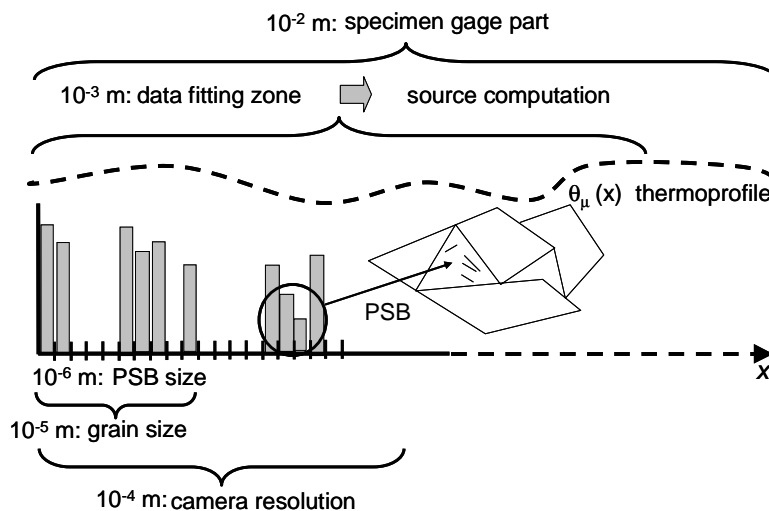 10-2 m: specimen gage part
10-3 m: data fitting zone
source computation
θμ (x) thermoprofile
PSB
x
10-6 m: PSB size
10-5 m: grain size
10-4 m: camera resolution